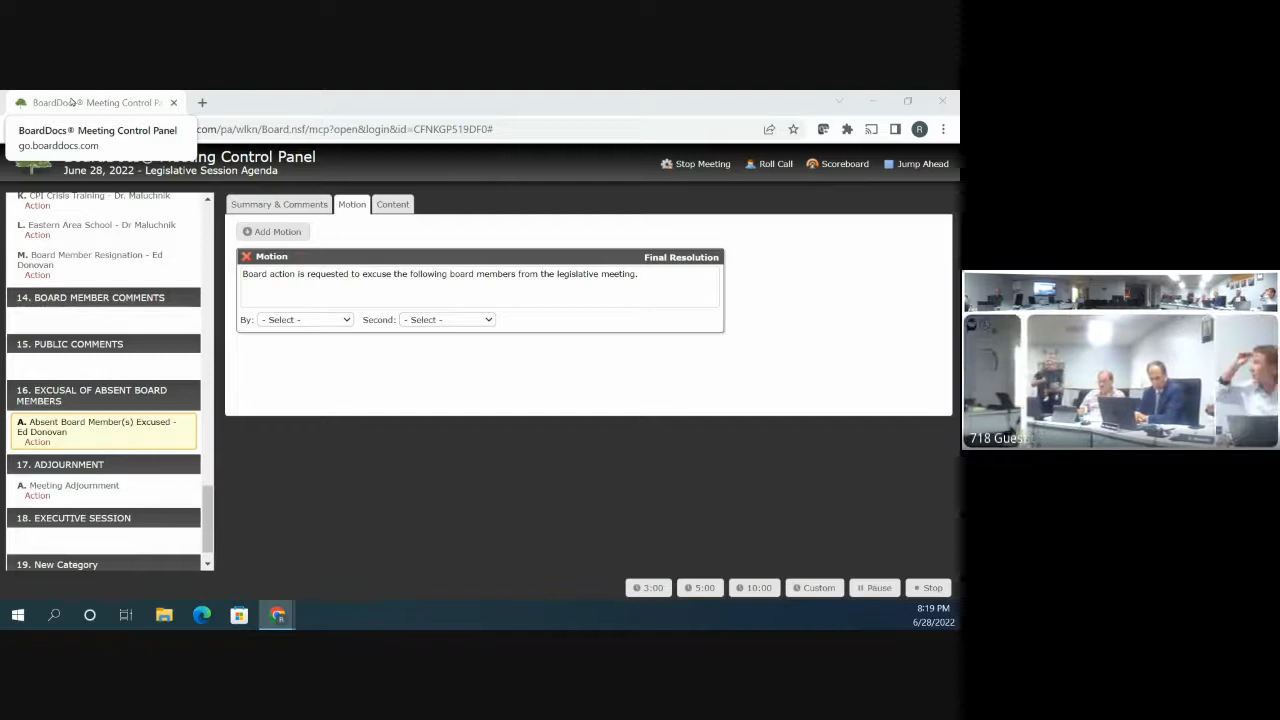 BoardDocs® Meeting Control Pa
BoardDocs® Meeting Control Panel
go.boarddocs.com
com/pa/wlkn/Board.nsf/mcp?open&login&id=CFNKGP519DF0#
R
BoardDocs® Meeting Control Panel
June 28, 2022 - Legislative Session Agenda
Stop Meeting
Roll Call
Scoreboard
Jump Ahead
K. CPI Crisis Training - Dr. Maluchnik
Action
L. Eastern Area School - Dr Maluchnik
Action
M. Board Member Resignation - Ed
Donovan
Action
14. BOARD MEMBER COMMENTS
15. PUBLIC COMMENTS
16. EXCUSAL OF ABSENT BOARD
MEMBERS
A. Absent Board Member(s) Excused -
Ed Donovan
Action
17. ADJOURNMENT
A. Meeting Adjournment
Action
18. EXECUTIVE SESSION
19. New Category
Summary & Comments
Motion
Content
Add Motion
Motion
Final Resolution
Board action is requested to excuse the following board members from the legislative meeting.
By: - Select - Second: - Select -
3:00
5:00
10:00
Custom
Pause
Stop
8:19 PM
6/28/2022
718 Guest